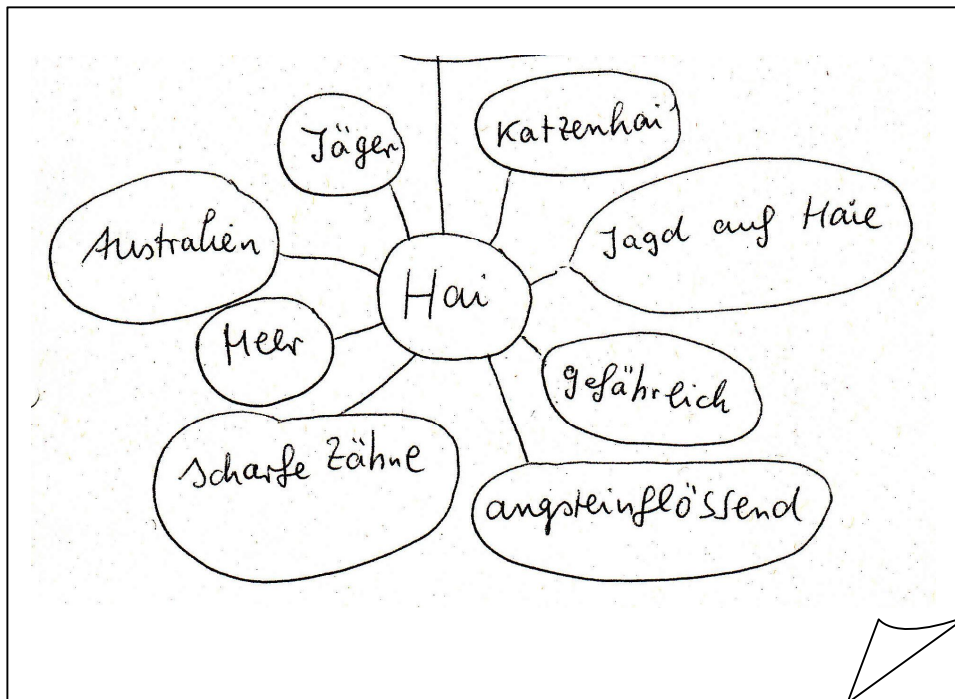 Jäger
Katzenhai
Australien
Jagd auf Haie
Hai
Meer
gefährlich
scharfe Zähne
angsteinflössend